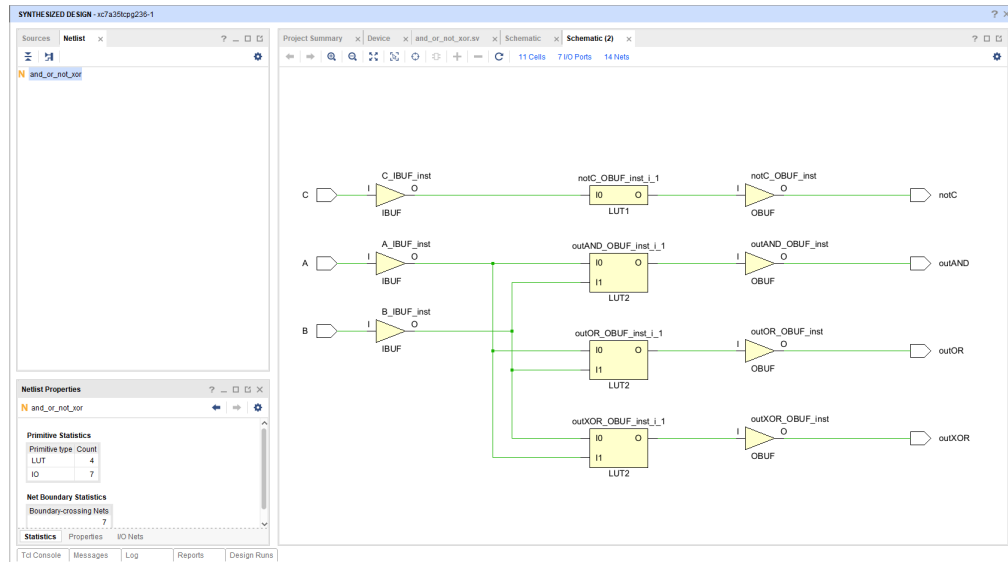 SYNTHESIZED DESIGN - xc7a35tcpg236-1
Sources Netlist
and_or_not_xor
Project Summary Device and_or_not_xor.sv Schematic Schematic (2)
11 Cells 7 I/O Ports 14 Nets
C_IBUF_inst notC_OBUF_inst_i_1 notC_OBUF_inst
C I O I0 O I O notC
IBUF LUT1 OBUF
A_IBUF_inst outAND_OBUF_inst_i_1 outAND_OBUF_inst
A I O I0 O I O outAND
IBUF I1 OBUF
LUT2
B_IBUF_inst
B I O
IBUF
outOR_OBUF_inst_i_1 outOR_OBUF_inst
I0 O I O outOR
I1 OBUF
LUT2
outXOR_OBUF_inst_i_1 outXOR_OBUF_inst
I0 O I O outXOR
I1 OBUF
LUT2
Netlist Properties
N and_or_not_xor
Primitive Statistics
Primitive type Count
LUT 4
IO 7
Net Boundary Statistics
Boundary-crossing Nets
7
Statistics Properties I/O Nets
Tcl Console Messages Log Reports Design Runs